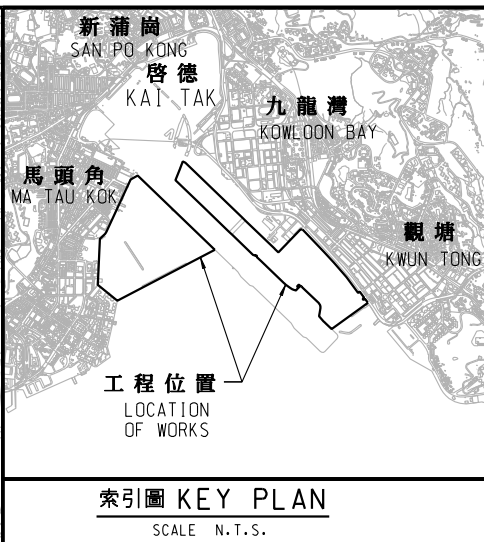 新蒲崗
SAN PO KONG
啓德
KAI TAK
九龍灣
KOWLOON BAY
馬頭角
MA TAU KOK
觀塘
KWUN TONG
工程位置
LOCATION
OF WORKS
索引圖 KEY PLAN
SCALE N.T.S.